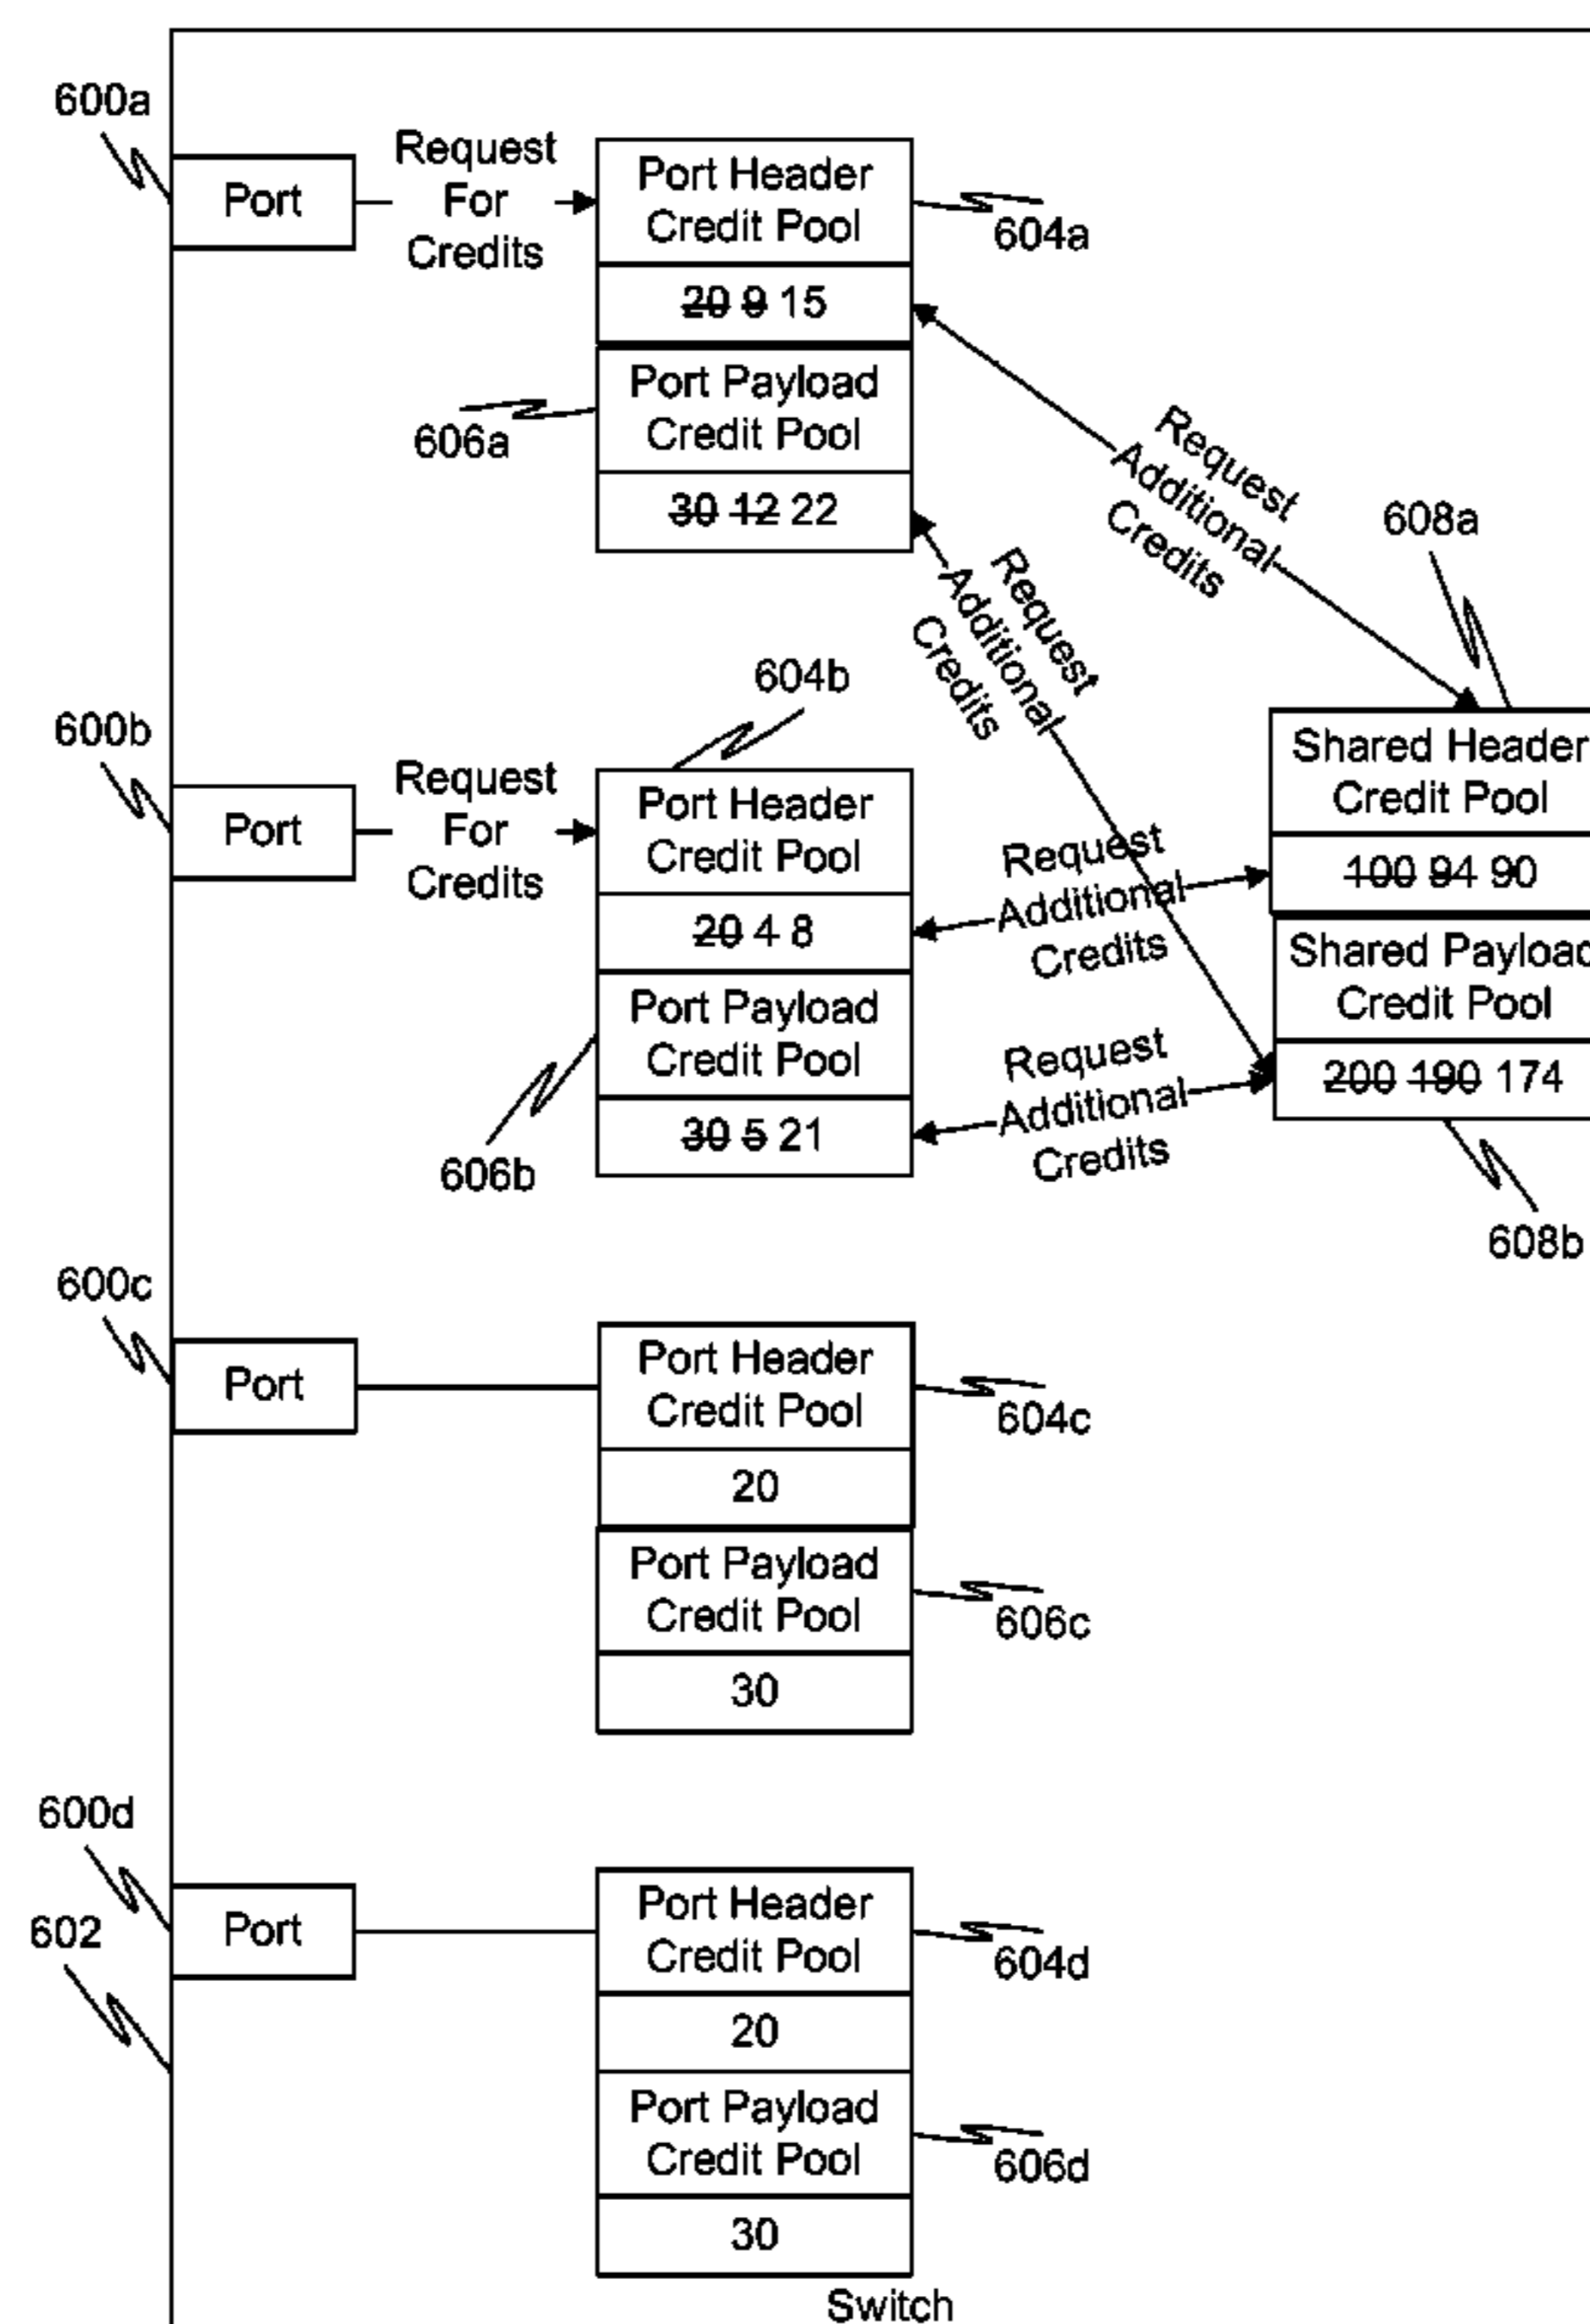 600a
Port
Request
For
Credits
Port Header
Credit Pool
604a
20 9 15
Port Payload
Credit Pool
606a
30 12 22
Request
Additional
Credits
Request
Additional
Credits
608a
604b
600b
Port
Request
For
Credits
Port Header
Credit Pool
20 4 8
Port Payload
Credit Pool
30 5 21
606b
Request
Additional
Credits
Request
Additional
Credits
Shared Header
Credit Pool
100 94 90
Shared Payload
Credit Pool
200 190 174
608b
600c
Port
Port Header
Credit Pool
604c
20
Port Payload
Credit Pool
606c
30
600d
602
Port
Port Header
Credit Pool
604d
20
Port Payload
Credit Pool
606d
30
Switch